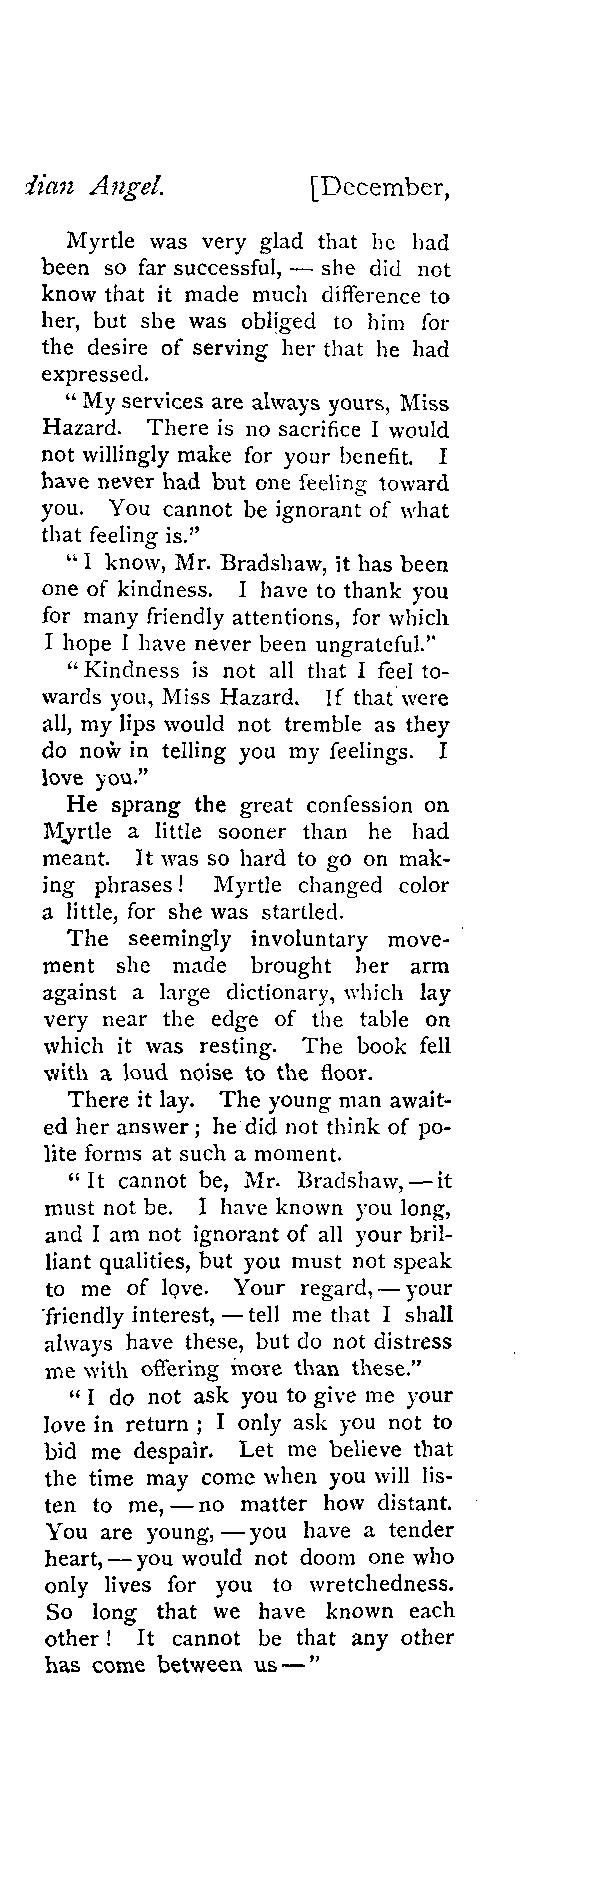 dian Angel. [December,
Myrtle was very glad that he had
been so far successful, — she did not
know that it made much difference to
her, but she was obliged to him for
the desire of serving her that he had
expressed.
“My services are always yours, Miss
Hazard. There is no sacrifice I would
not willingly make for your benefit. I
have never had but one feeling toward
you. You cannot be ignorant of what
that feeling is.”
“I know, Mr. Bradshaw, it has been
one of kindness. I have to thank you
for many friendly attentions, for which
I hope I have never been ungrateful.”
“Kindness is not all that I feel to-
wards you, Miss Hazard. If that were
all, my lips would not tremble as they
do now in telling you my feelings. I
love you.”
He sprang the great confession on
Myrtle a little sooner than he had
meant. It was so hard to go on mak-
ing phrases! Myrtle changed color
a little, for she was startled.
The seemingly involuntary move-
ment she made brought her arm
against a large dictionary, which lay
very near the edge of the table on
which it was resting. The book fell
with a loud noise to the floor.
There it lay. The young man await-
ed her answer; he did not think of po-
lite forms at such a moment.
“It cannot be, Mr. Bradshaw, — it
must not be. I have known you long,
and I am not ignorant of all your bril-
liant qualities, but you must not speak
to me of love. Your regard, — your
friendly interest, — tell me that I shall
always have these, but do not distress
me with offering more than these.”
“I do not ask you to give me your
love in return; I only ask you not to
bid me despair. Let me believe that
the time may come when you will lis-
ten to me, — no matter how distant.
You are young, — you have a tender
heart, — you would not doom one who
only lives for you to wretchedness.
So long that we have known each
other! It cannot be that any other
has come between us — ”